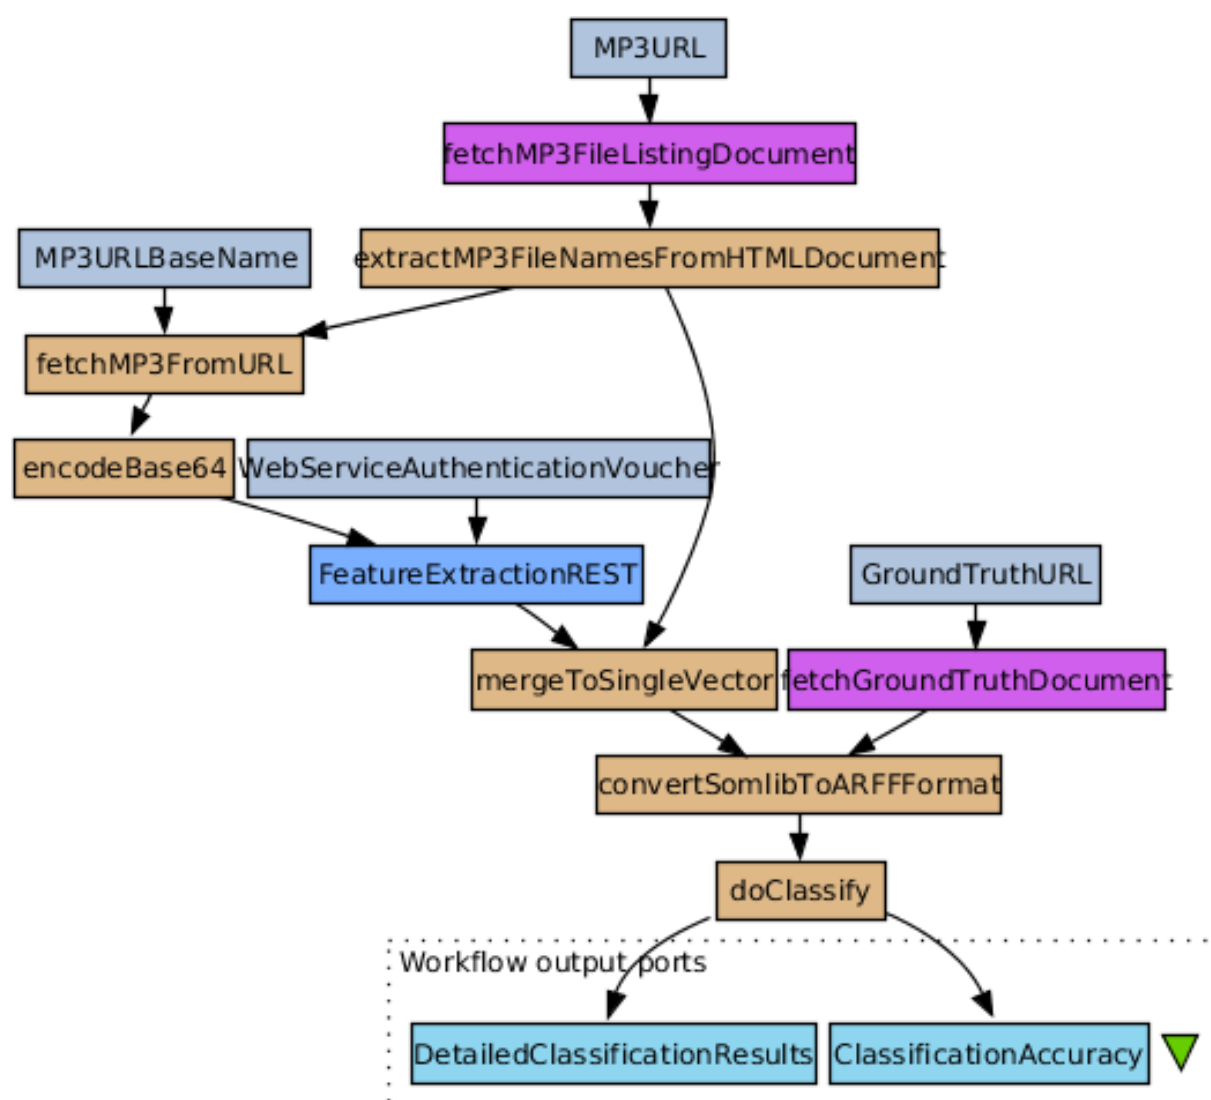 MP3URL
fetchMP3FileListingDocument
MP3URLBaseName
extractMP3FileNamesFromHTMLDocument
fetchMP3FromURL
encodeBase64
WebServiceAuthenticationVoucher
FeatureExtractionREST
GroundTruthURL
mergeToSingleVector
fetchGroundTruthDocument
convertSomlibToARFFFormat
doClassify
Workflow output ports
DetailedClassificationResults
ClassificationAccuracy